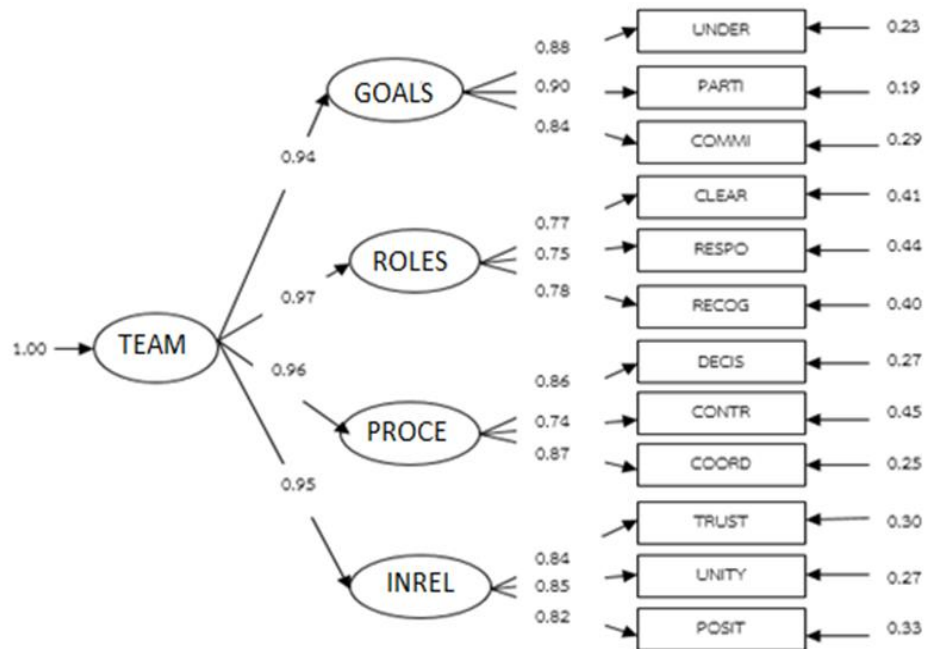 0.88
UNDER
0.23
GOALS
0.90
PARTI
0.19
0.84
COMMI
0.29
0.94
CLEAR
0.41
0.77
ROLES
0.75
RESPO
0.44
0.78
RECOG
0.40
0.97
1.00
TEAM
0.96
DECIS
0.27
0.86
PROCE
0.74
CONTR
0.45
0.87
COORD
0.25
0.95
TRUST
0.30
0.84
INREL
0.85
UNITY
0.27
0.82
POSIT
0.33